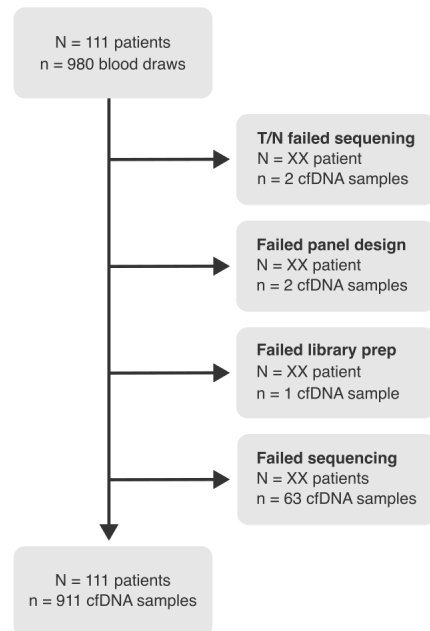 N = 111 patients
n = 980 blood draws
T/N failed sequening
N = XX patient
n = 2 cfDNA samples
Failed panel design
N = XX patient
n = 2 cfDNA samples
Failed library prep
N = XX patient
n = 1 cfDNA sample
Failed sequencing
N = XX patients
n = 63 cfDNA samples
N = 111 patients
n = 911 cfDNA samples